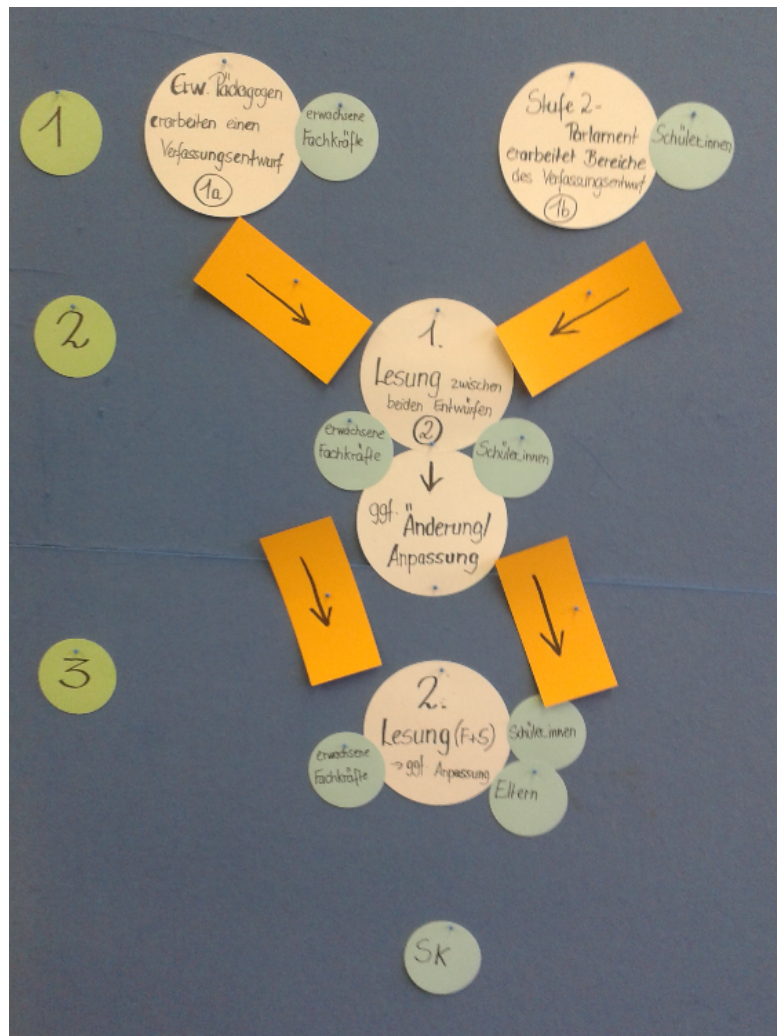 1
Erw. Pädagogen
erarbeiten einen
Verfassungsentwurf
1a
erwachsene
Fachkräfte
Stufe 2-
Parlament
erarbeitet Bereiche
des Verfassungsentwurf
1b
Schüler.innen
2
1.
Lesung zwischen
beiden Entwürfen
2
erwachsene
Fachkräfte
Schüler.innen
ggf. Änderung/
Anpassung
3
2.
Lesung (F+S)
→ ggf. Anpassung
erwachsene
Fachkräfte
Schüler.innen
Eltern
SK